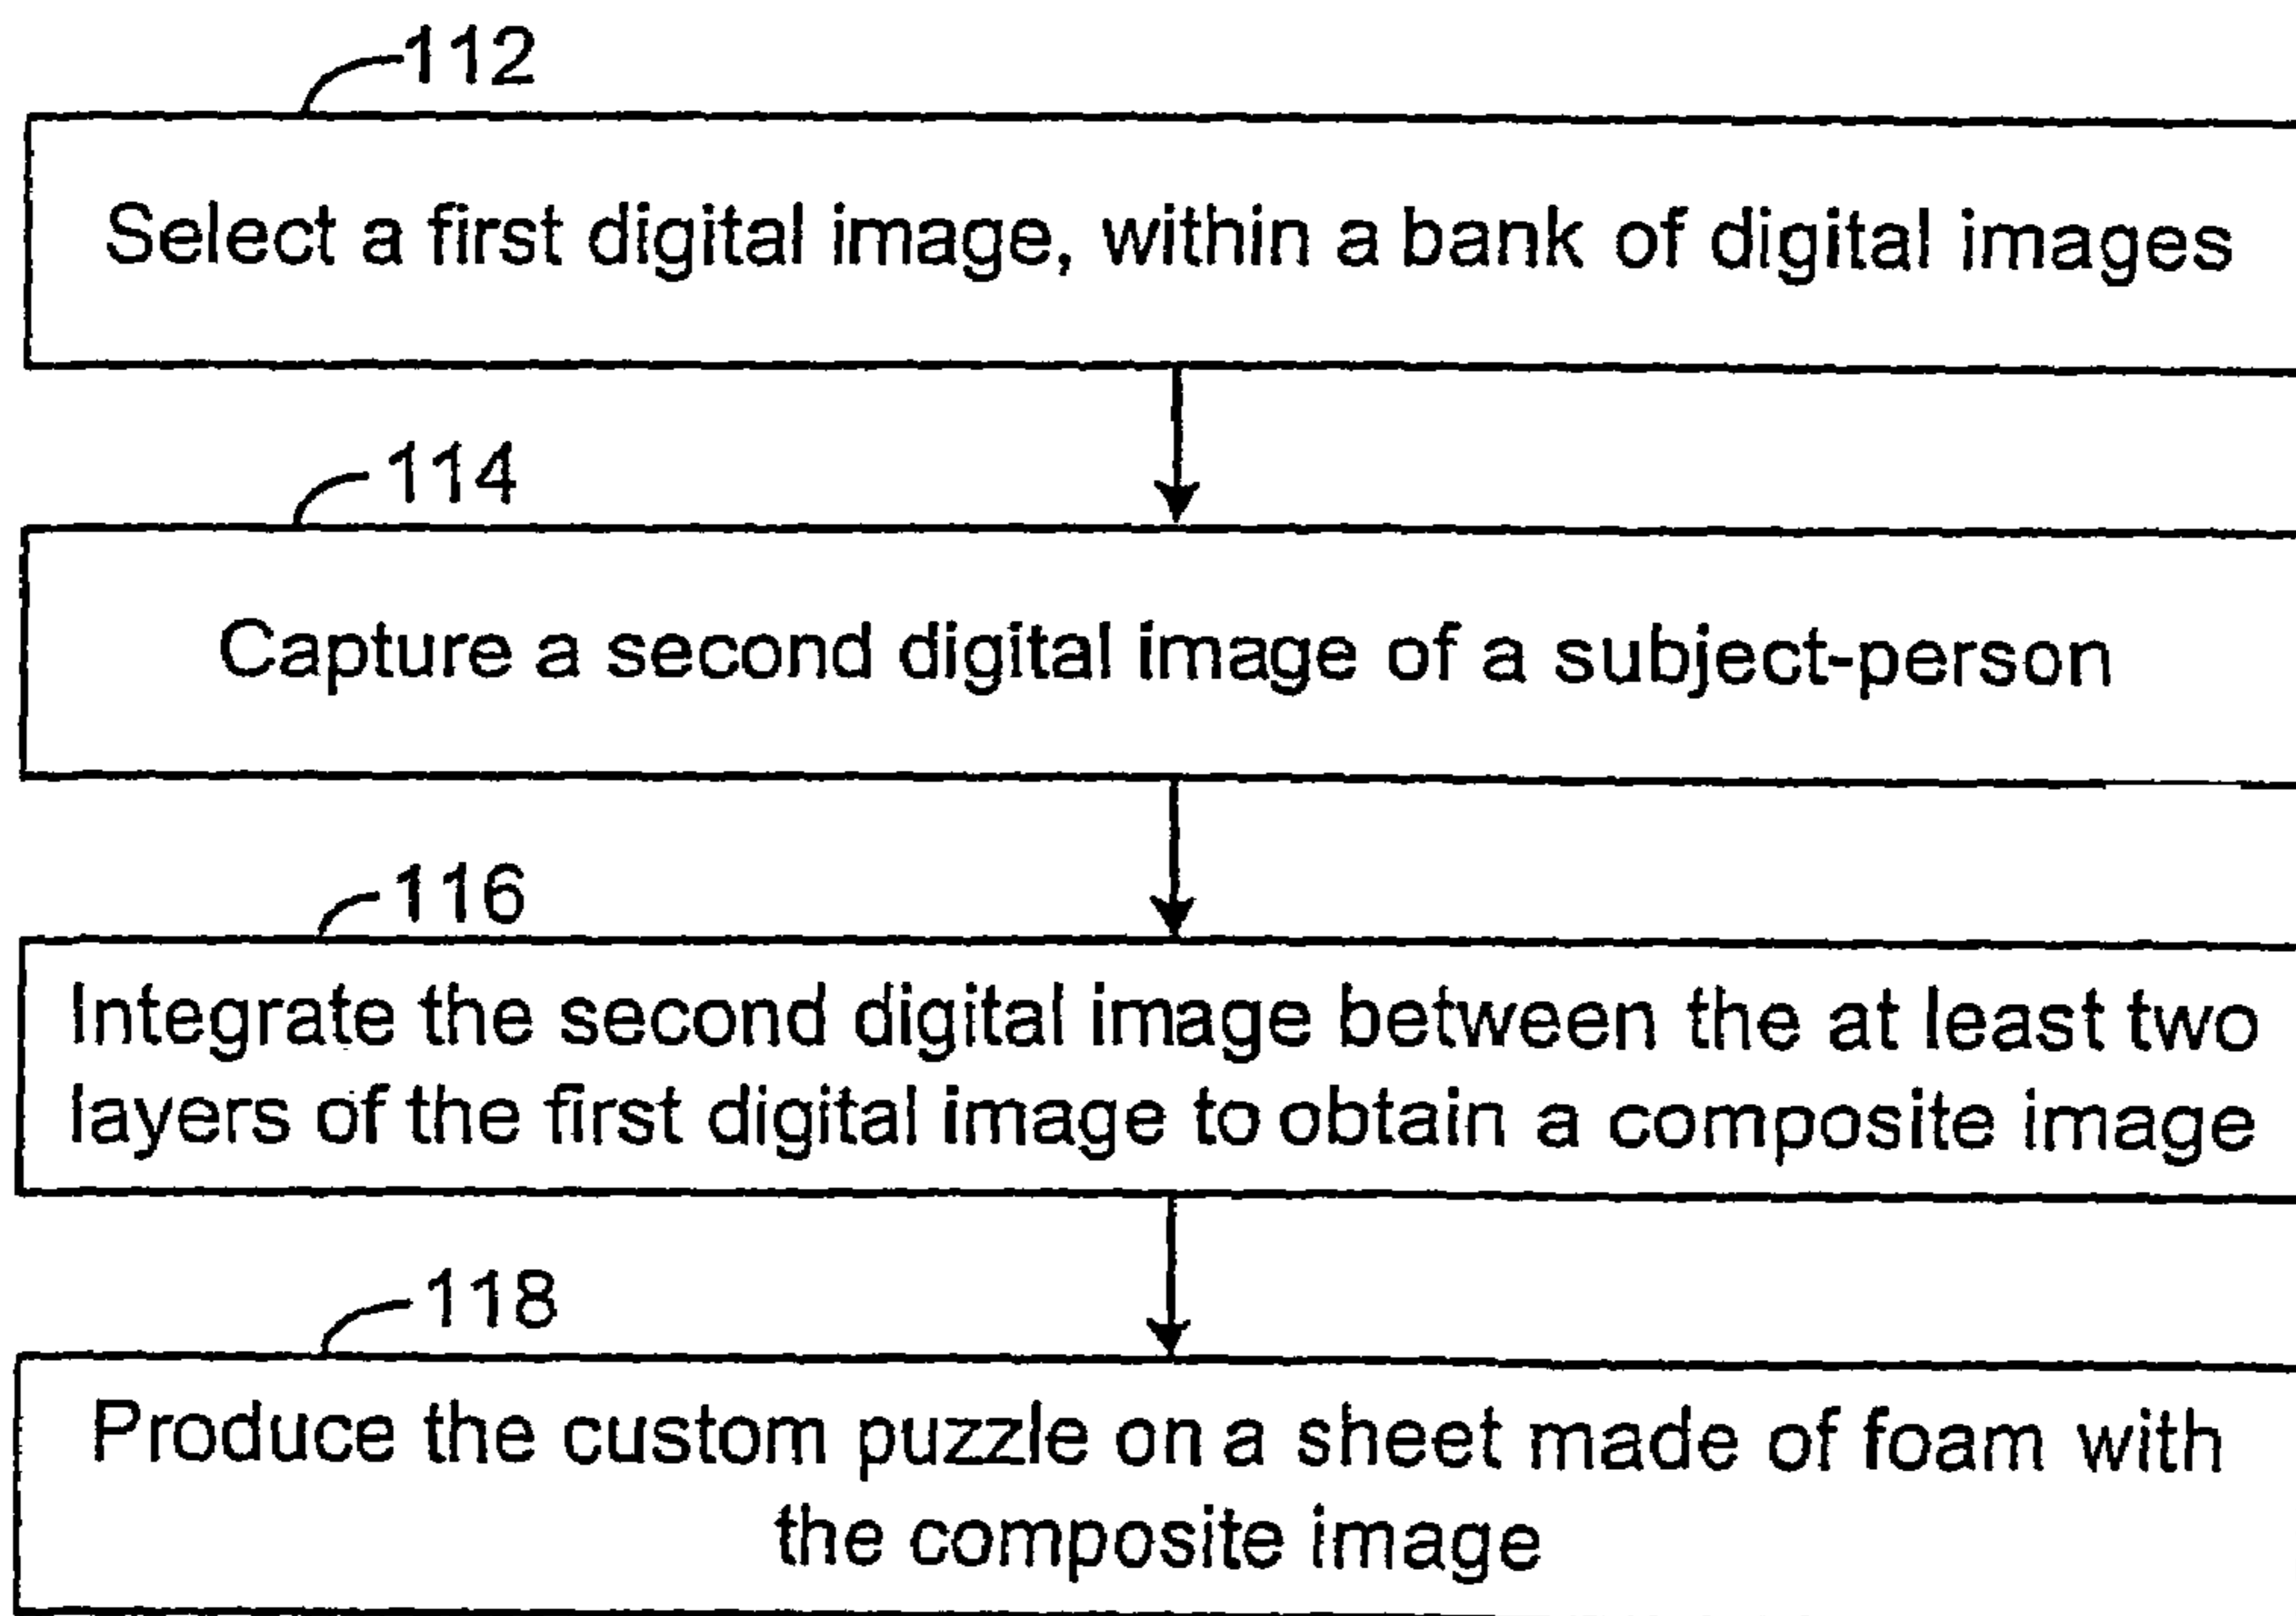 112
Select a first digital image, within a bank of digital images
114
Capture a second digital image of a subject-person
116
Integrate the second digital image between the at least two
layers of the first digital image to obtain a composite image
118
Produce the custom puzzle on a sheet made of foam with
the composite image